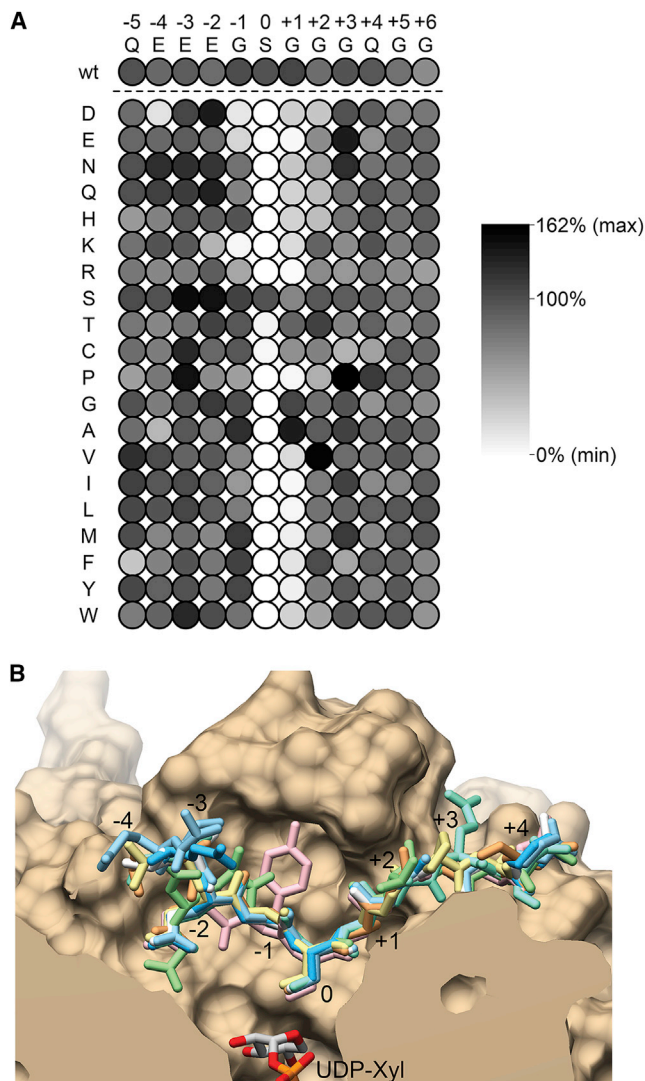 A
-5 -4 -3 -2 -1 0 +1 +2 +3 +4 +5 +6
Q E E E G S G G G Q G G
wt
D
E
N
Q
H
K
R
S
T
C
P
G
A
V
I
L
M
F
Y
W
162% (max)
100%
0% (min)
B
-4
-3
-2
-1
0
+1
+2
+3
+4
UDP-Xyl